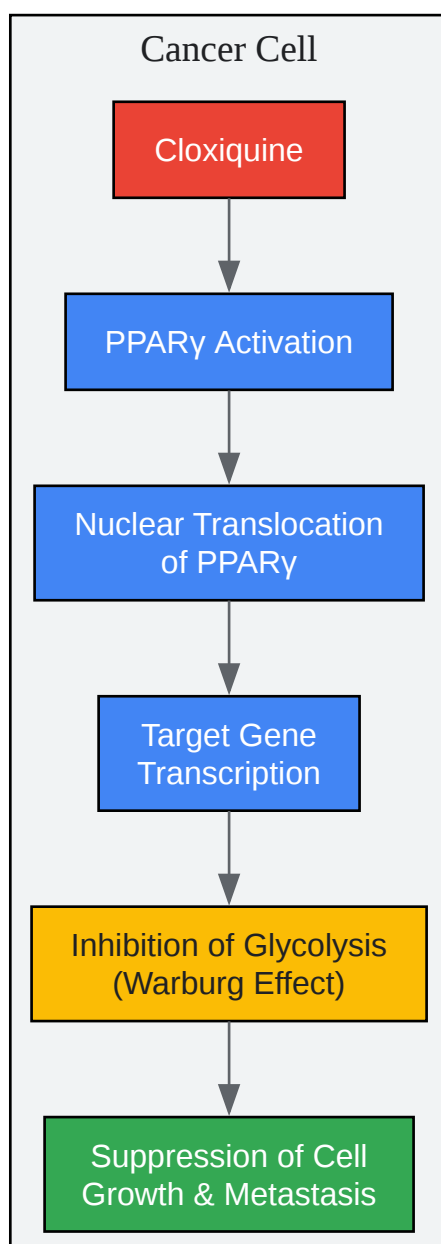 Cancer Cell
Cloxiquine
PPARγ Activation
Nuclear Translocation
of PPARγ
Target Gene
Transcription
Inhibition of Glycolysis
(Warburg Effect)
Suppression of Cell
Growth & Metastasis